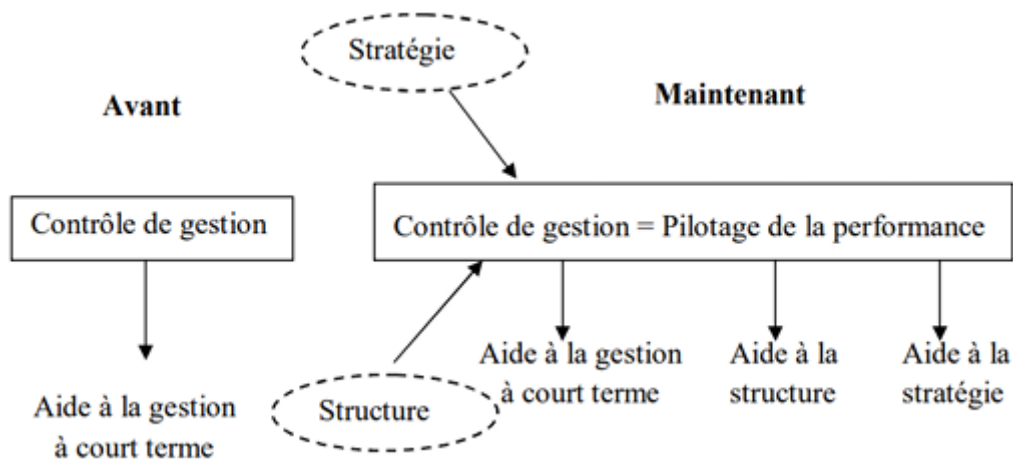 Stratégie
Avant
Maintenant
Contrôle de gestion
Contrôle de gestion = Pilotage de la performance
Aide à la gestion
à court terme
Structure
Aide à la gestion
à court terme
Aide à la
structure
Aide à la
stratégie